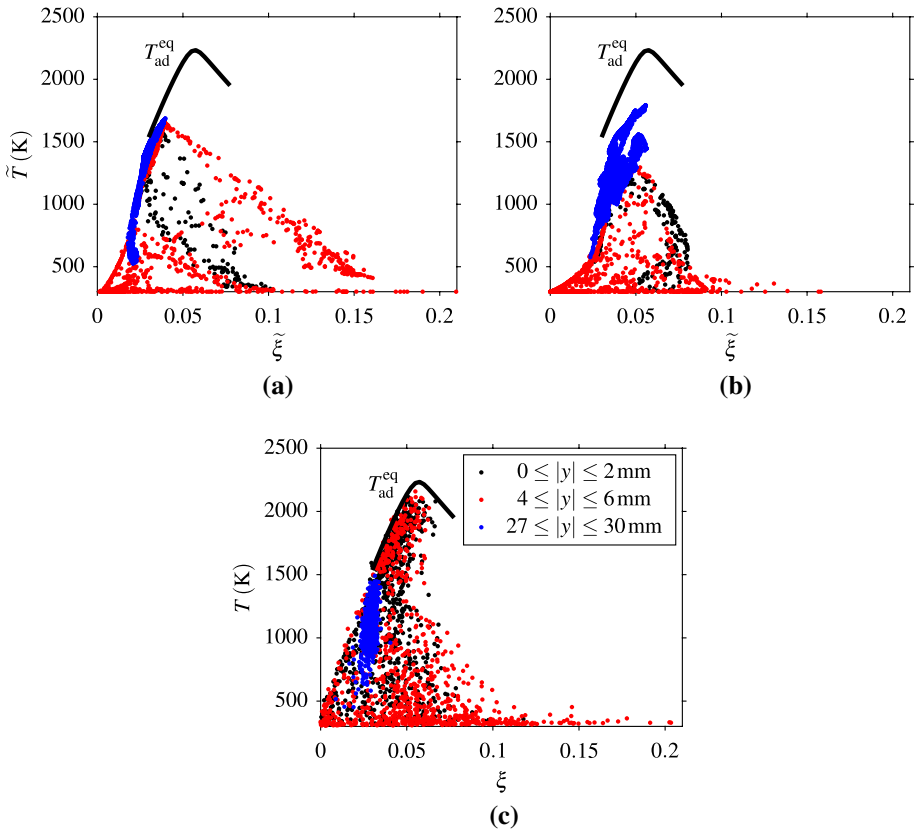 2500
2000
1500
1000
500
T̃ (K)
T_ad^eq
0 0.05 0.1 0.15 0.2
ξ̃
(a)
2500
2000
1500
1000
500
T_ad^eq
0 0.05 0.1 0.15 0.2
ξ̃
(b)
2500
2000
1500
1000
500
T (K)
T_ad^eq
0 ≤ |y| ≤ 2 mm
4 ≤ |y| ≤ 6 mm
27 ≤ |y| ≤ 30 mm
0 0.05 0.1 0.15 0.2
ξ
(c)